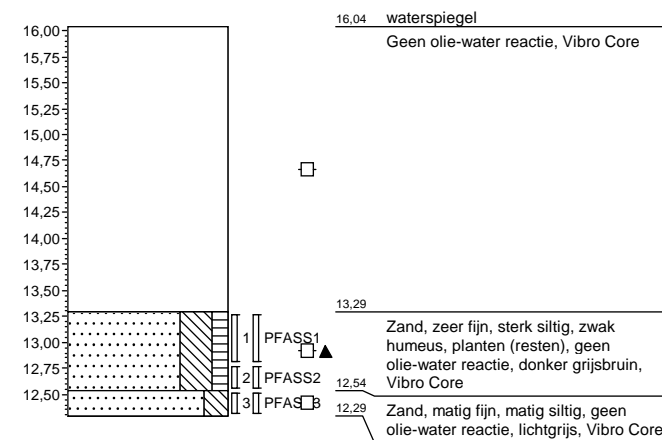 16,04 waterspiegel
Geen olie-water reactie, Vibro Core
16,00
15,75
15,50
15,25
15,00
14,75
14,50
14,25
14,00
13,75
13,50
13,25
13,00
12,75
12,50
1 PFASS1
2 PFASS2
3
13,29
Zand, zeer fijn, sterk siltig, zwak
humeus, planten (resten), geen
olie-water reactie, donker grijsbruin,
Vibro Core
12,54
12,29
Zand, matig fijn, matig siltig, geen
olie-water reactie, lichtgrijs, Vibro Core